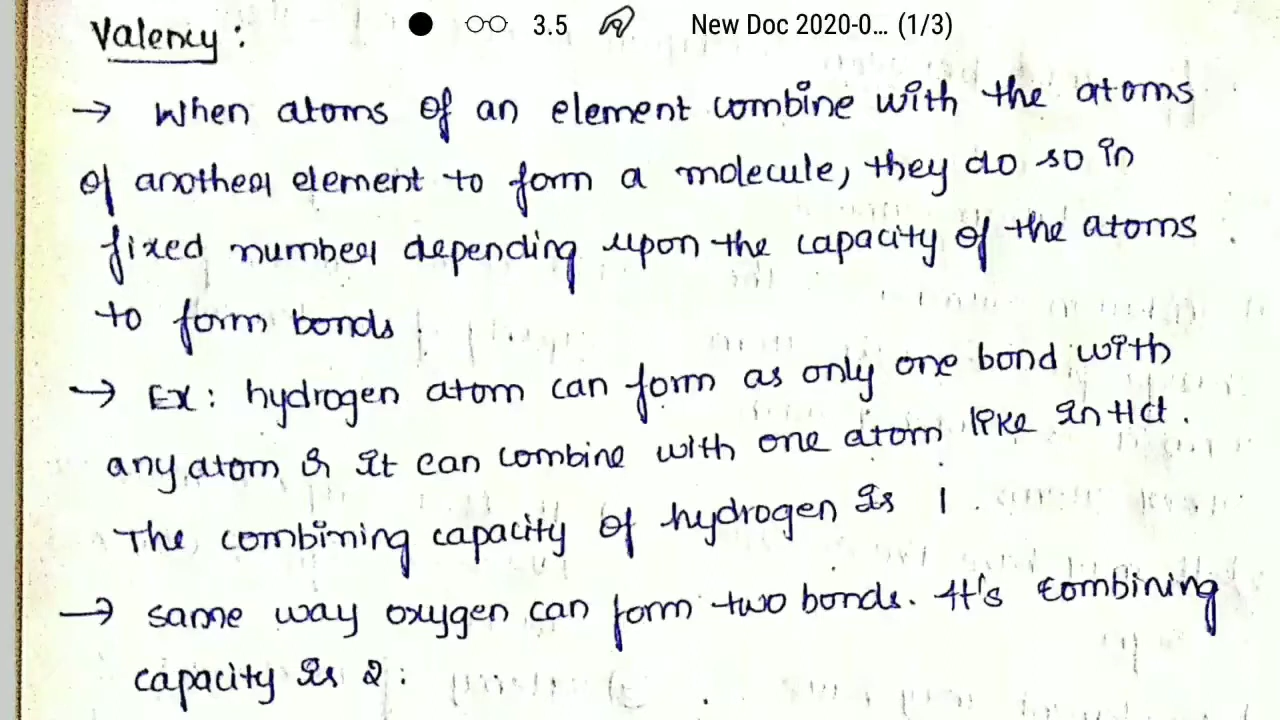 Valency :
3.5 New Doc 2020-0... (1/3)
→ When atoms of an element combine with the atoms
of another element to form a molecule, they do so in
fixed number depending upon the capacity of the atoms
to form bonds.
→ Ex : hydrogen atom can form as only one bond with
any atom & It can combine with one atom like In HCl.
The combining capacity of hydrogen Is 1.
→ same way oxygen can form two bonds. It's combining
capacity Is 2.